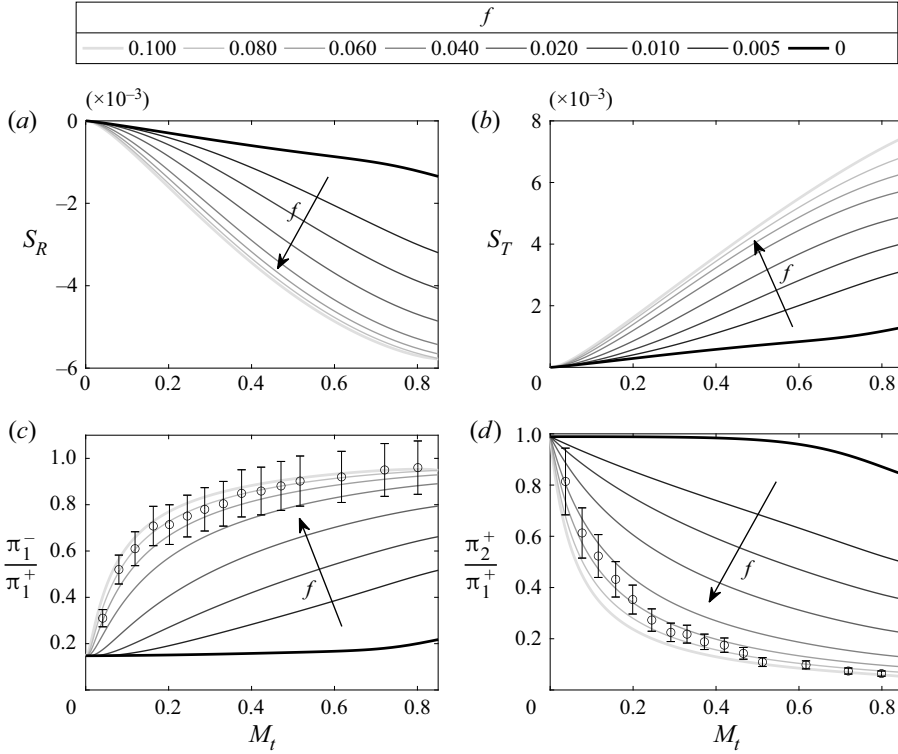 f
0.100 0.080 0.060 0.040 0.020 0.010 0.005 0
(a) (×10⁻³)
0
−2
−4
−6
S_R
f
0 0.2 0.4 0.6 0.8
(b) (×10⁻³)
8
6
4
2
0
S_T
f
0.2 0.4 0.6 0.8
(c)
1.0
0.8
0.6
0.4
0.2
π₁⁻
π₁⁺
f
0 0.2 0.4 0.6 0.8
M_t
(d)
1.0
0.8
0.6
0.4
0.2
0
π₂⁺
π₁⁺
f
0.2 0.4 0.6 0.8
M_t